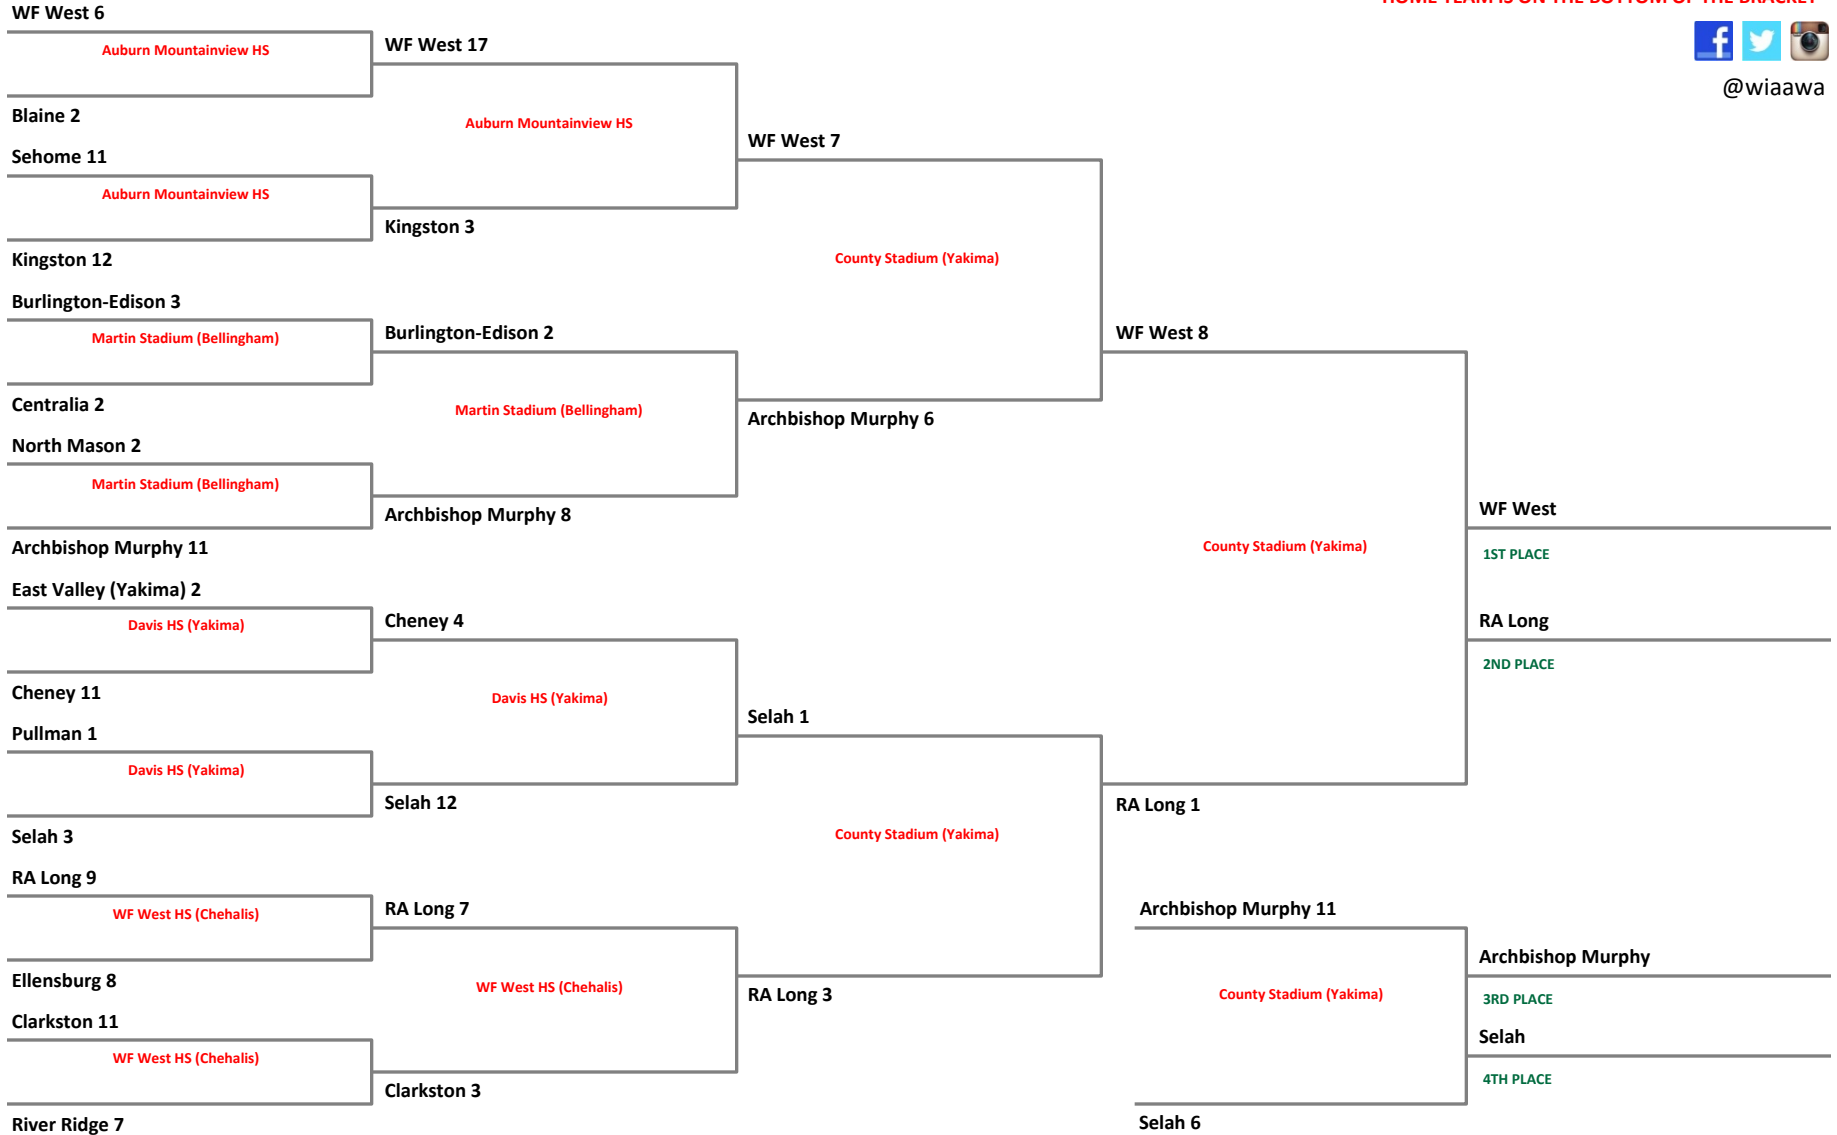 HOME TEAM IS ON THE BOTTOM OF THE BRACKET
@wiaawa
WF West 6
Auburn Mountainview HS
Blaine 2
Sehome 11
Auburn Mountainview HS
Kingston 12
Burlington-Edison 3
Martin Stadium (Bellingham)
Centralia 2
North Mason 2
Martin Stadium (Bellingham)
Archbishop Murphy 11
East Valley (Yakima) 2
Davis HS (Yakima)
Cheney 11
Pullman 1
Davis HS (Yakima)
Selah 3
RA Long 9
WF West HS (Chehalis)
Ellensburg 8
Clarkston 11
WF West HS (Chehalis)
River Ridge 7
WF West 17
Auburn Mountainview HS
Kingston 3
Burlington-Edison 2
Martin Stadium (Bellingham)
Archbishop Murphy 8
Cheney 4
Davis HS (Yakima)
Selah 12
RA Long 7
WF West HS (Chehalis)
Clarkston 3
WF West 7
County Stadium (Yakima)
Archbishop Murphy 6
Selah 1
County Stadium (Yakima)
RA Long 3
WF West 8
County Stadium (Yakima)
RA Long 1
WF West
1ST PLACE
RA Long
2ND PLACE
Archbishop Murphy 11
County Stadium (Yakima)
Selah 6
Archbishop Murphy
3RD PLACE
Selah
4TH PLACE